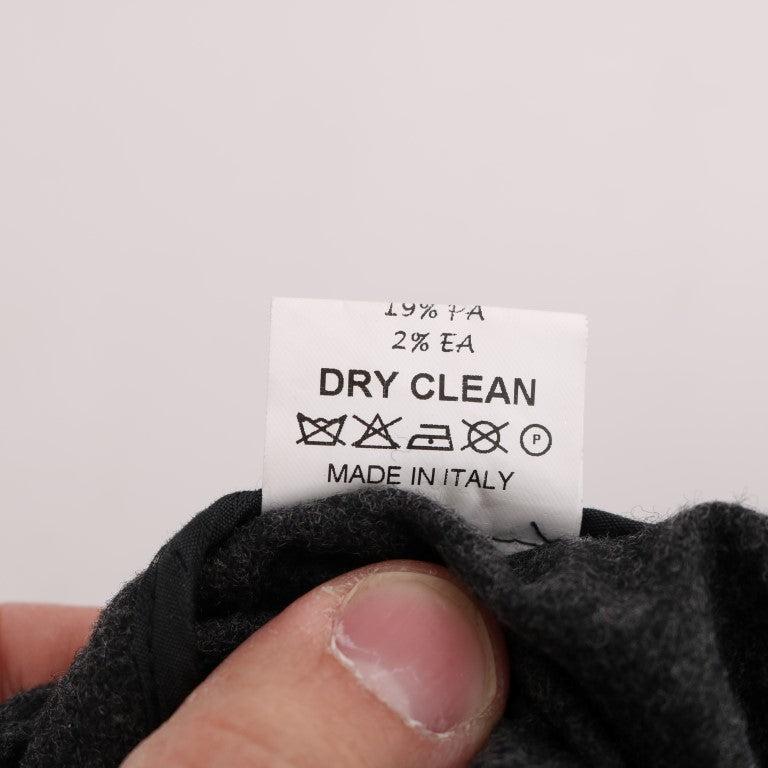 19% PA
2% EA
DRY CLEAN
P
MADE IN ITALY